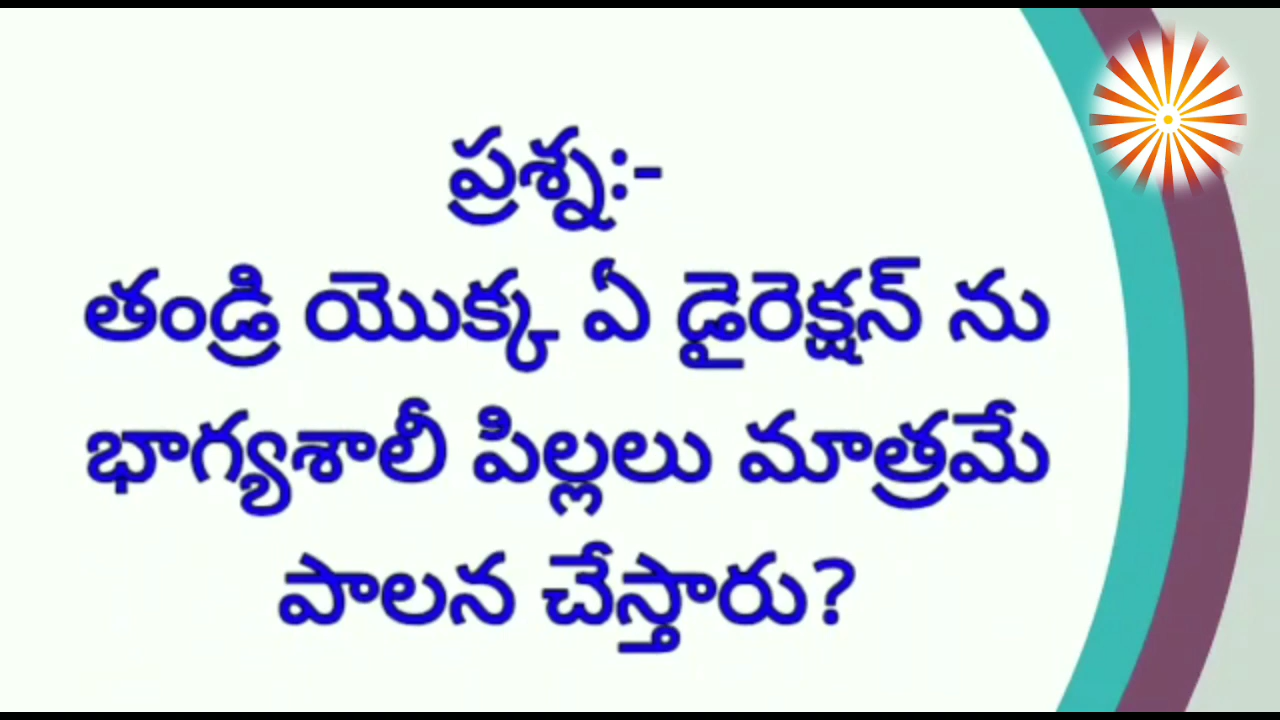 ప్రశ్న:-
తండ్రి యొక్క ఏ డైరెక్షన్ ను
భాగ్యశాలీ పిల్లలు మాత్రమే
పాలన చేస్తారు?